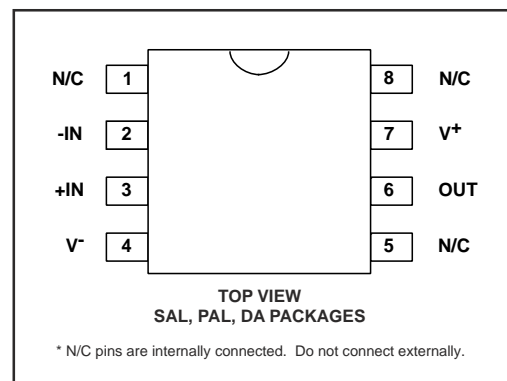 N/C 1 8 N/C
-IN 2 7 V+
+IN 3 6 OUT
V- 4 5 N/C
TOP VIEW
SAL, PAL, DA PACKAGES
* N/C pins are internally connected. Do not connect externally.